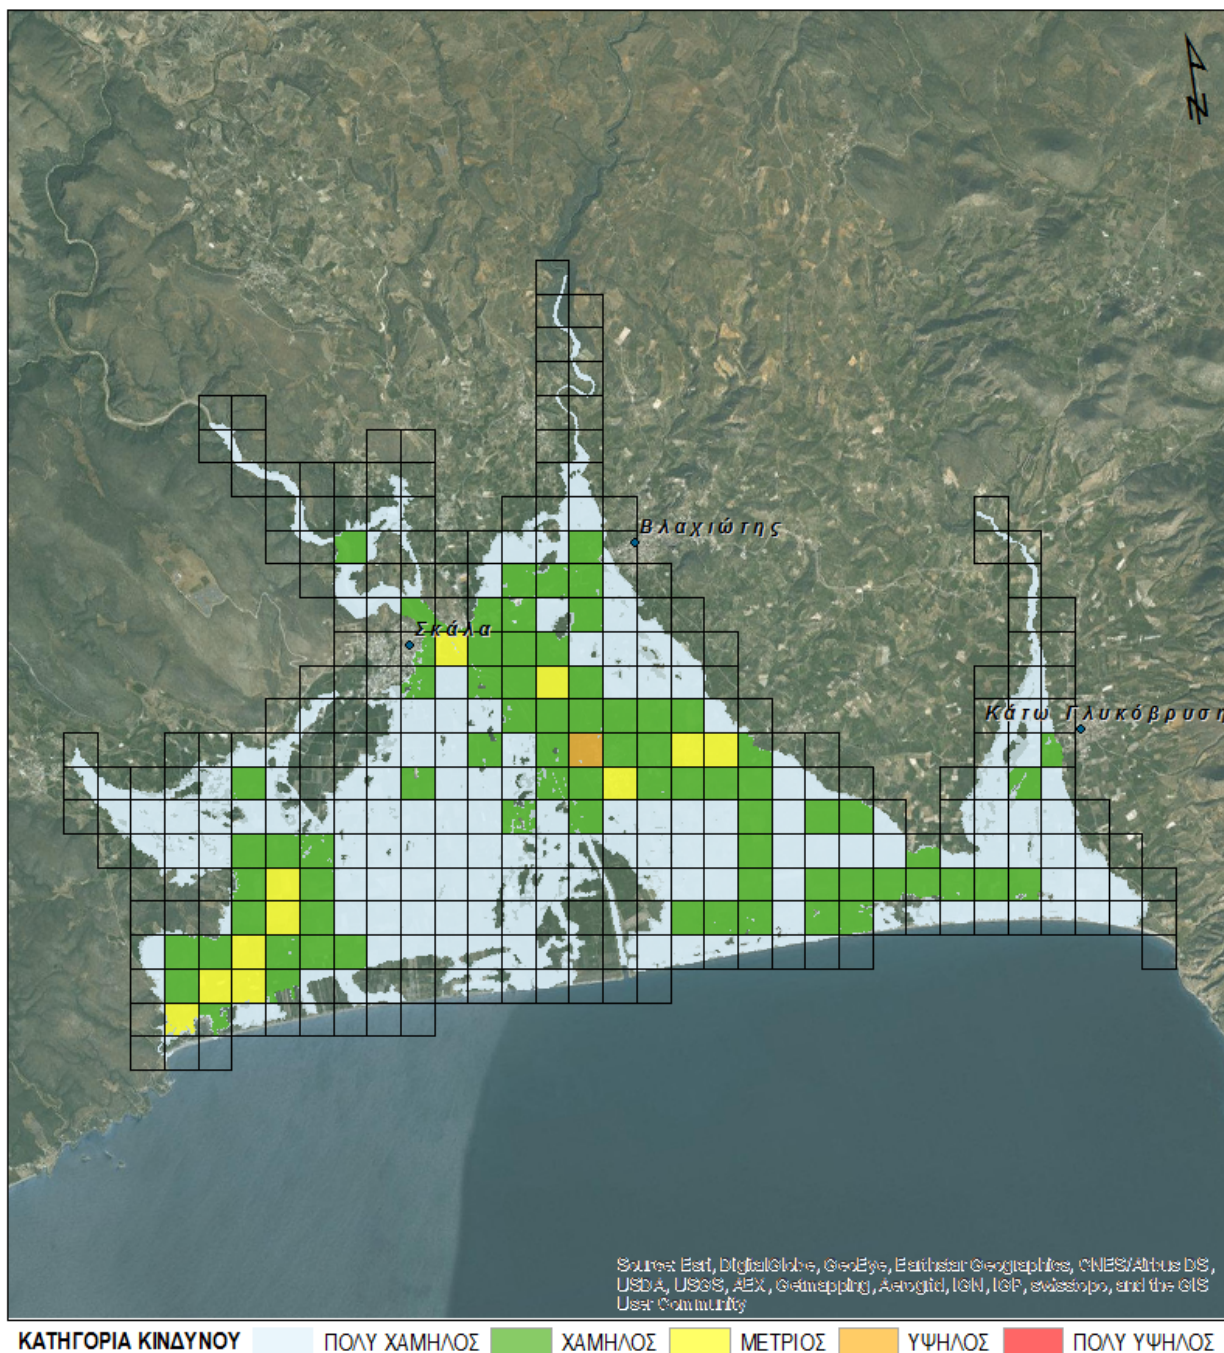 Βλαχιώτης
Σκάλα
Κάτω Γλυκόβρυση
Source: Esri, DigitalGlobe, GeoEye, Earthstar Geographics, CNES/Airbus DS,
USDA, USGS, AEX, Getmapping, Aerogrid, IGN, IGP, swisstopo, and the GIS
User Community
ΚΑΤΗΓΟΡΙΑ ΚΙΝΔΥΝΟΥ ΠΟΛΥ ΧΑΜΗΛΟΣ ΧΑΜΗΛΟΣ ΜΕΤΡΙΟΣ ΥΨΗΛΟΣ ΠΟΛΥ ΥΨΗΛΟΣ